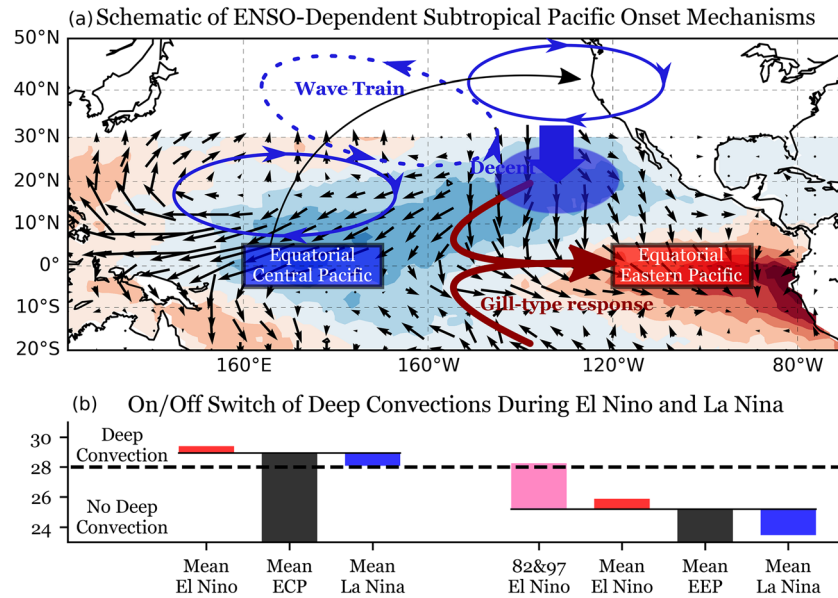 (a) Schematic of ENSO-Dependent Subtropical Pacific Onset Mechanisms
50°N
40°N
30°N
20°N
10°N
0°
10°S
20°S
Wave Train
Decent
Equatorial
Central Pacific
Equatorial
Eastern Pacific
Gill-type response
160°E
160°W
120°W
80°W
(b) On/Off Switch of Deep Convections During El Nino and La Nina
30
28
26
24
Deep
Convection
No Deep
Convection
Mean
El Nino
Mean
ECP
Mean
La Nina
82&97
El Nino
Mean
El Nino
Mean
EEP
Mean
La Nina